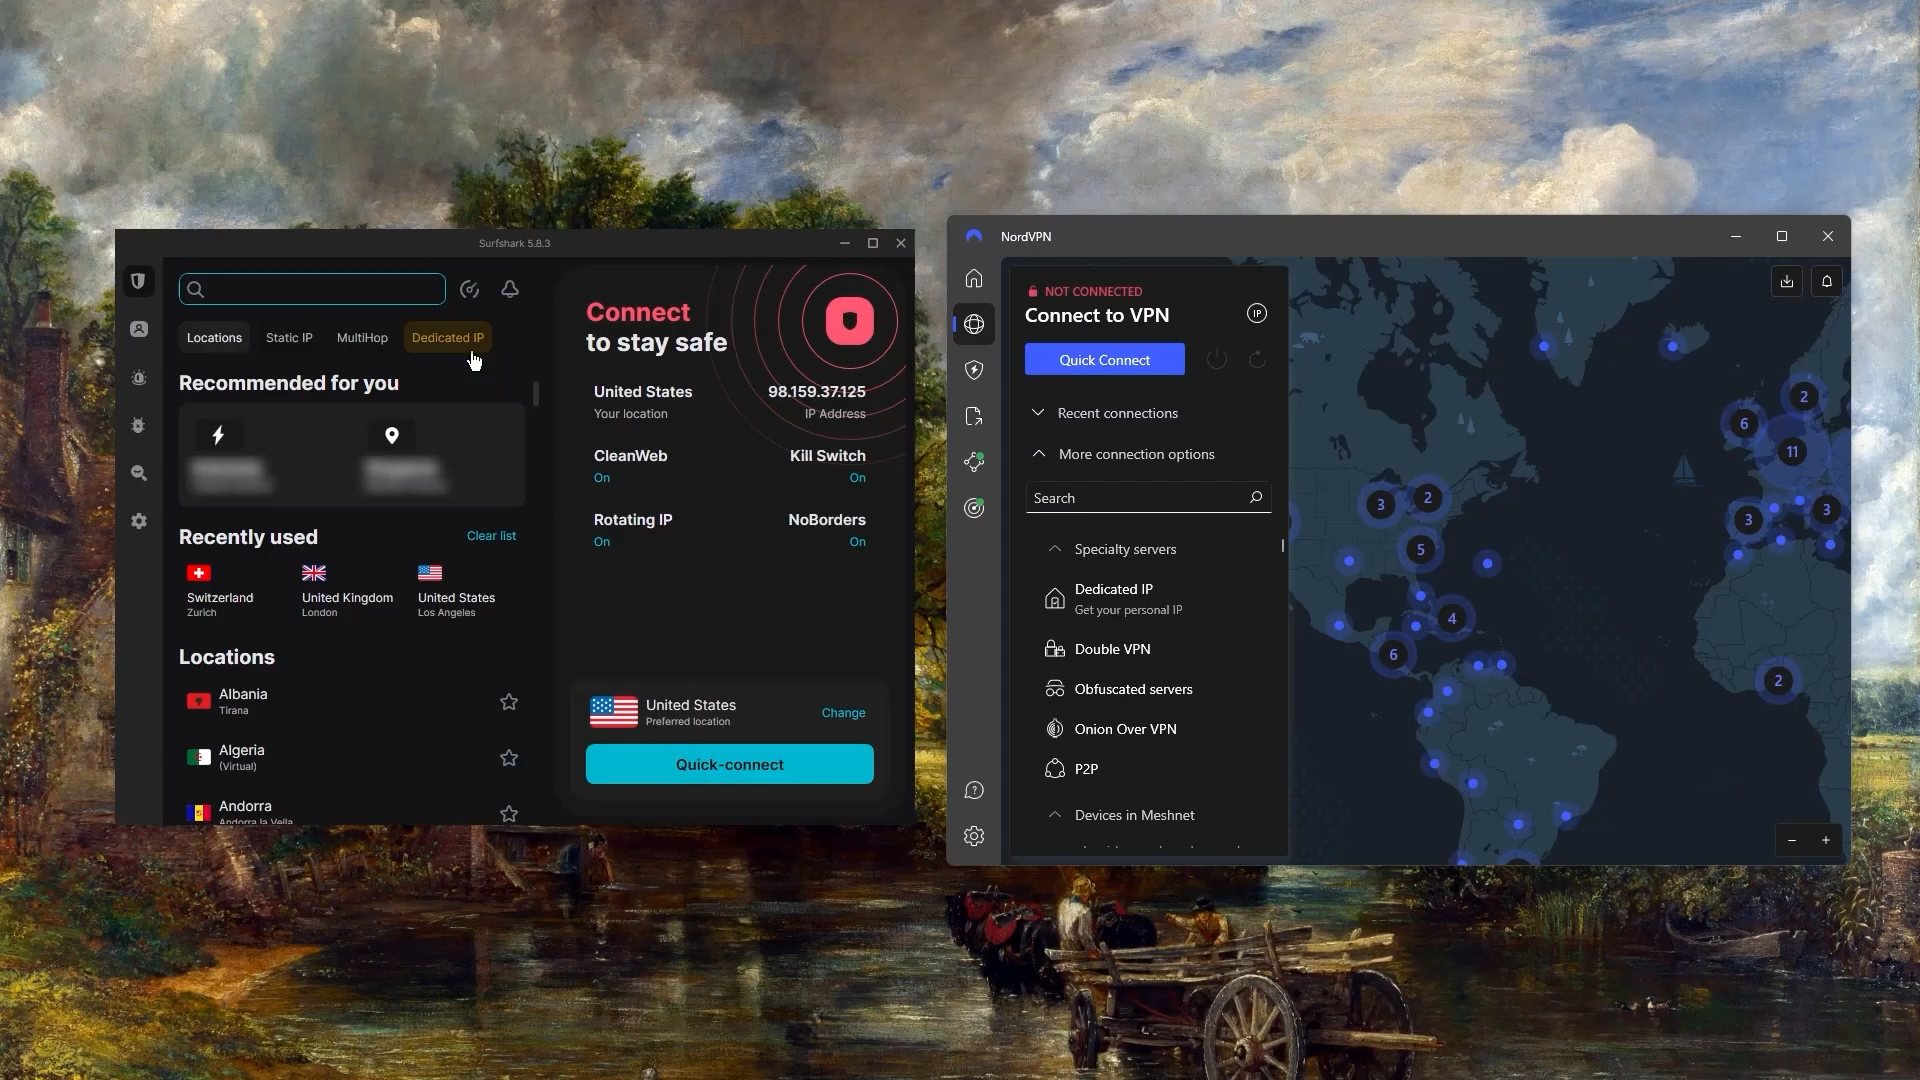 Surfshark 5.8.3
Locations
Static IP
MultiHop
Dedicated IP
Recommended for you
Recently used
Clear list
Switzerland
Zurich
United Kingdom
London
United States
Los Angeles
Locations
Albania
Tirana
Algeria
(Virtual)
Andorra
Andorra la Vella
Connect
to stay safe
United States
Your location
98.159.37.125
IP Address
CleanWeb
On
Kill Switch
On
Rotating IP
On
NoBorders
On
United States
Preferred location
Change
Quick-connect
NordVPN
NOT CONNECTED
Connect to VPN
IP
Quick Connect
Recent connections
More connection options
Search
Specialty servers
Dedicated IP
Get your personal IP
Double VPN
Obfuscated servers
Onion Over VPN
P2P
Devices in Meshnet
3
2
5
4
6
2
6
11
3
3
2